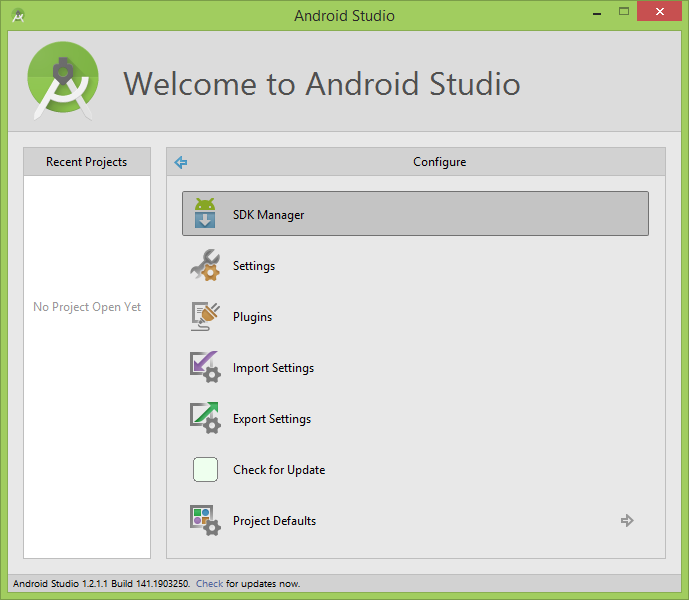 Android Studio
Welcome to Android Studio
Recent Projects
No Project Open Yet
Configure
SDK Manager
Settings
Plugins
Import Settings
Export Settings
Check for Update
Project Defaults
Android Studio 1.2.1.1 Build 141.1903250. Check for updates now.